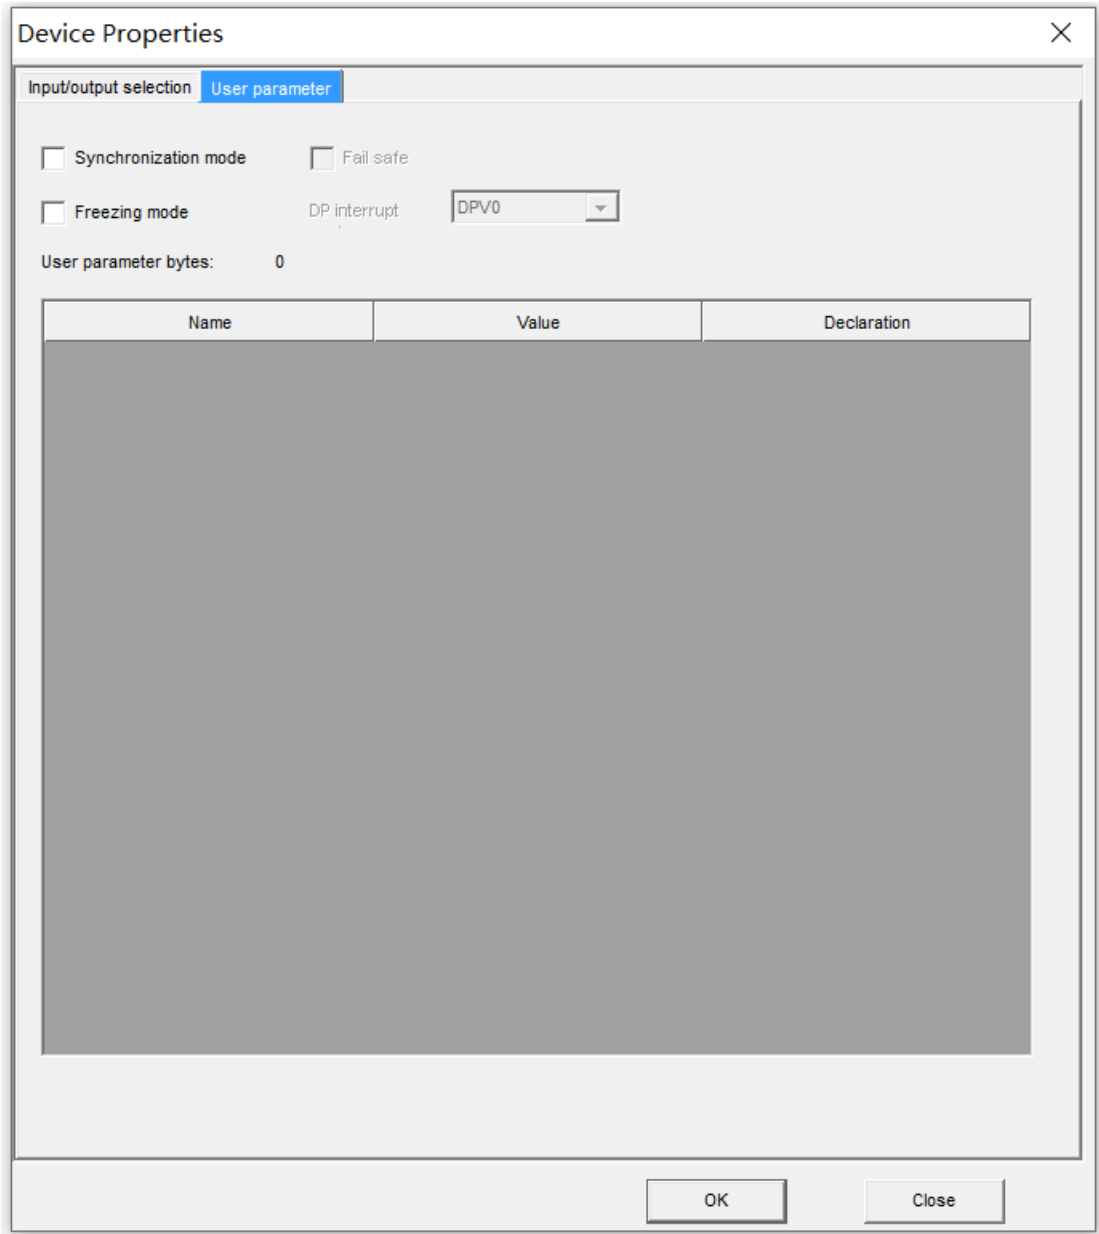 Device Properties
Input/output selection User parameter
Synchronization mode Fail safe
Freezing mode DP interrupt DPV0
User parameter bytes: 0
Name Value Declaration
OK Close